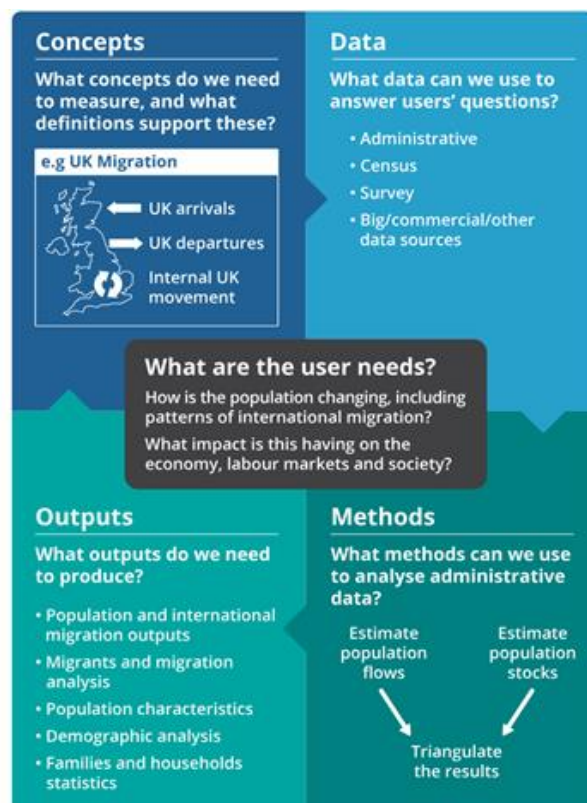 Concepts
What concepts do we need
to measure, and what
definitions support these?
e.g UK Migration
UK arrivals
UK departures
Internal UK
movement
Data
What data can we use to
answer users' questions?
• Administrative
• Census
• Survey
• Big/commercial/other
data sources
What are the user needs?
How is the population changing, including
patterns of international migration?
What impact is this having on the
economy, labour markets and society?
Outputs
What outputs do we need
to produce?
• Population and international
migration outputs
• Migrants and migration
analysis
• Population characteristics
• Demographic analysis
• Families and households
statistics
Methods
What methods can we use
to analyse administrative
data?
Estimate
population
flows
Estimate
population
stocks
Triangulate
the results